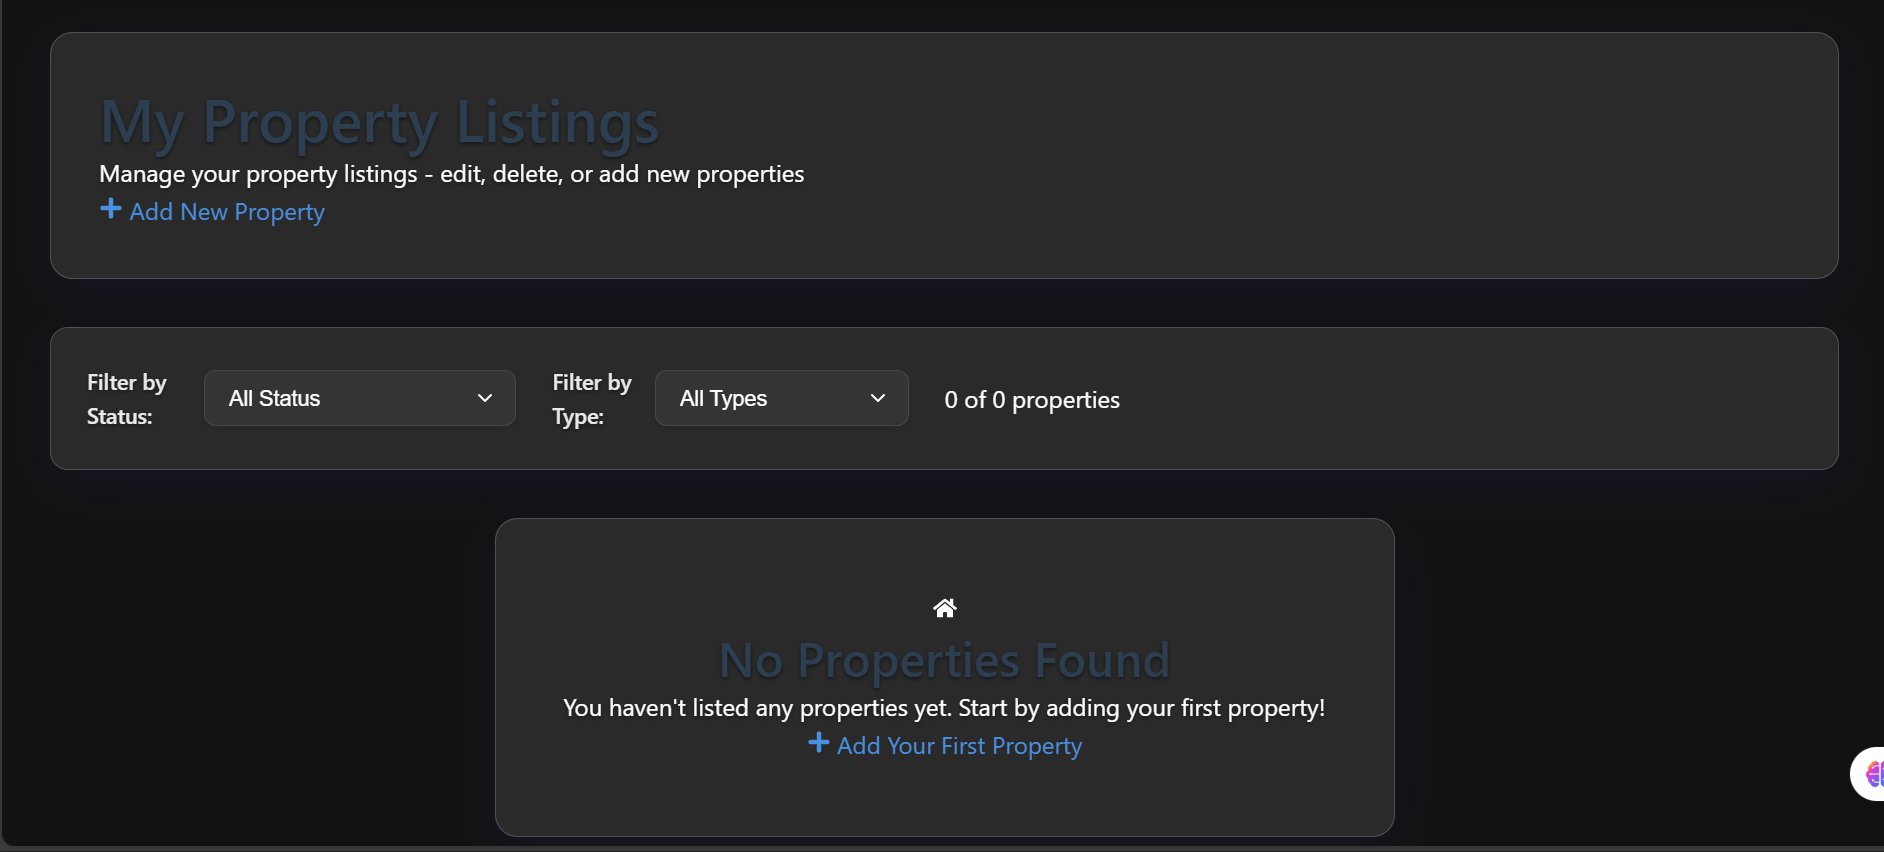 My Property Listings
Manage your property listings - edit, delete, or add new properties
Add New Property
Filter by
Status:
All Status
Filter by
Type:
All Types
0 of 0 properties
No Properties Found
You haven't listed any properties yet. Start by adding your first property!
Add Your First Property